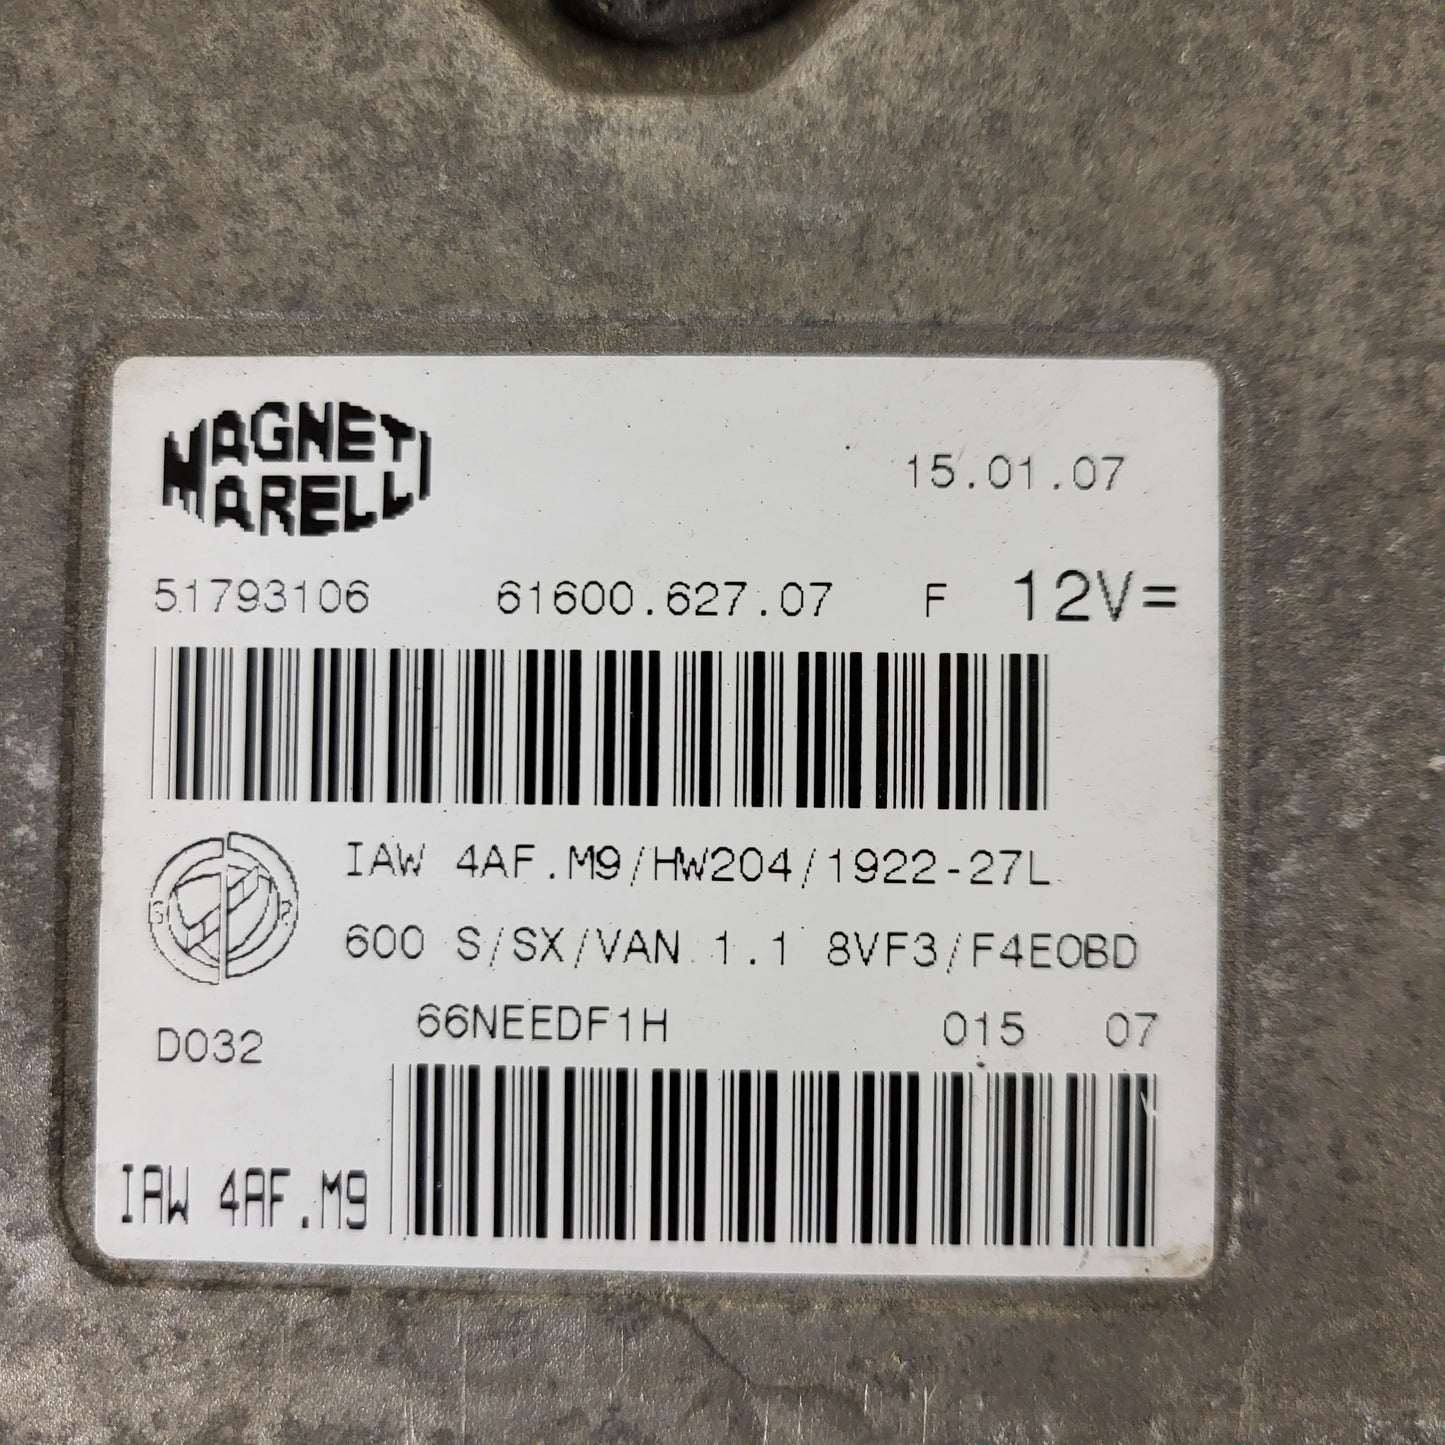 MAGNETI
MARELLI
15.01.07
51793106 61600.627.07 F 12V=
IAW 4AF.M9/HW204/1922-27L
600 S/SX/VAN 1.1 8VF3/F4EOBD
66NEEDF1H 015 07
D032
IAW 4AF.M9